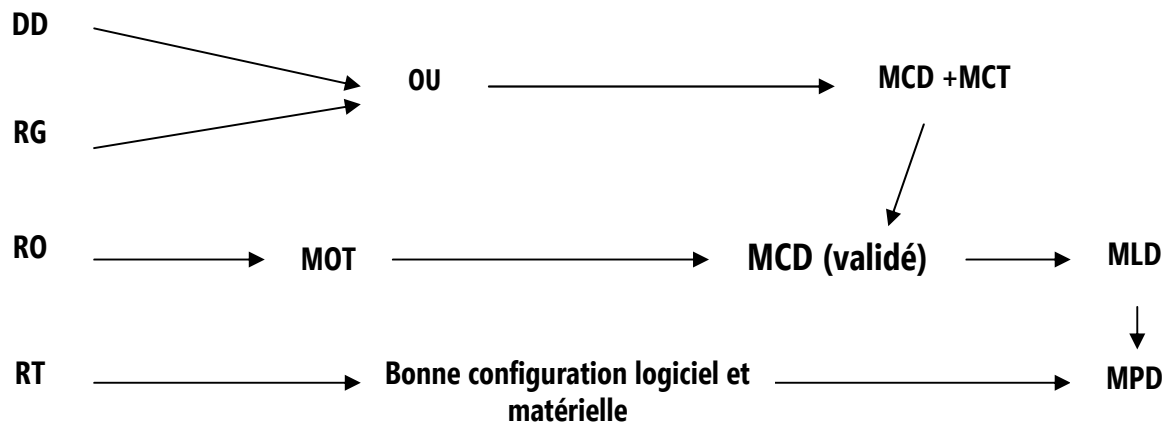 DD
OU
MCD +MCT
RG
RO
MOT
MCD (validé)
MLD
RT
Bonne configuration logiciel et
matérielle
MPD